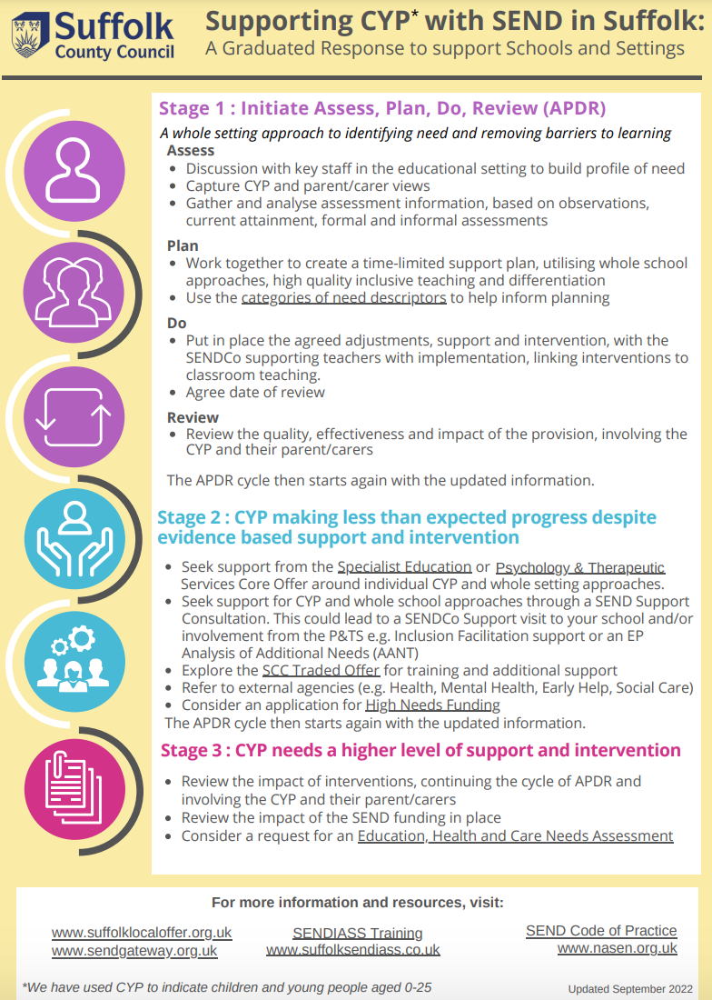 Suffolk
County Council
Supporting CYP* with SEND in Suffolk:
A Graduated Response to support Schools and Settings
Stage 1 : Initiate Assess, Plan, Do, Review (APDR)
A whole setting approach to identifying need and removing barriers to learning
Assess
• Discussion with key staff in the educational setting to build profile of need
• Capture CYP and parent/carer views
• Gather and analyse assessment information, based on observations,
current attainment, formal and informal assessments
Plan
• Work together to create a time-limited support plan, utilising whole school
approaches, high quality inclusive teaching and differentiation
• Use the categories of need descriptors to help inform planning
Do
• Put in place the agreed adjustments, support and intervention, with the
SENDCo supporting teachers with implementation, linking interventions to
classroom teaching.
• Agree date of review
Review
• Review the quality, effectiveness and impact of the provision, involving the
CYP and their parent/carers
The APDR cycle then starts again with the updated information.
Stage 2 : CYP making less than expected progress despite
evidence based support and intervention
• Seek support from the Specialist Education or Psychology & Therapeutic
Services Core Offer around individual CYP and whole setting approaches.
• Seek support for CYP and whole school approaches through a SEND Support
Consultation. This could lead to a SENDCo Support visit to your school and/or
involvement from the P&TS e.g. Inclusion Facilitation support or an EP
Analysis of Additional Needs (AANT)
• Explore the SCC Traded Offer for training and additional support
• Refer to external agencies (e.g. Health, Mental Health, Early Help, Social Care)
• Consider an application for High Needs Funding
The APDR cycle then starts again with the updated information.
Stage 3 : CYP needs a higher level of support and intervention
• Review the impact of interventions, continuing the cycle of APDR and
involving the CYP and their parent/carers
• Review the impact of the SEND funding in place
• Consider a request for an Education, Health and Care Needs Assessment
For more information and resources, visit:
www.suffolklocaloffer.org.uk
www.sendgateway.org.uk
SENDIASS Training
www.suffolksendiass.co.uk
SEND Code of Practice
www.nasen.org.uk
*We have used CYP to indicate children and young people aged 0-25
Updated September 2022